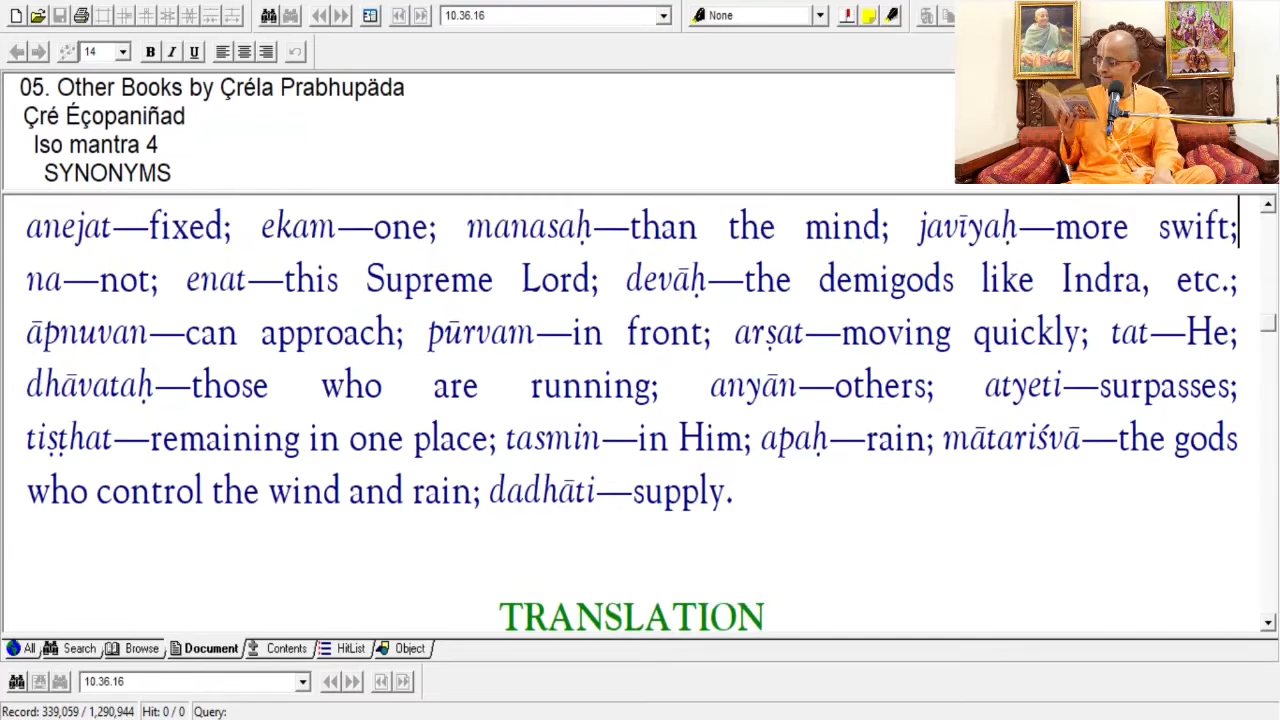 10.36.16
None
14
B I U
05. Other Books by Çréla Prabhupäda
Çré Éçopaniñad
Iso mantra 4
SYNONYMS
anejat—fixed; ekam—one; manasaḥ—than the mind; javīyaḥ—more swift;
na—not; enat—this Supreme Lord; devāḥ—the demigods like Indra, etc.;
āpnuvan—can approach; pūrvam—in front; arṣat—moving quickly; tat—He;
dhāvataḥ—those who are running; anyān—others; atyeti—surpasses;
tiṣṭhat—remaining in one place; tasmin—in Him; apaḥ—rain; mātariśvā—the gods
who control the wind and rain; dadhāti—supply.
TRANSLATION
All Search Browse Document Contents HitList Object
10.36.16
Record: 339,059 / 1,290,944 Hit: 0 / 0 Query: